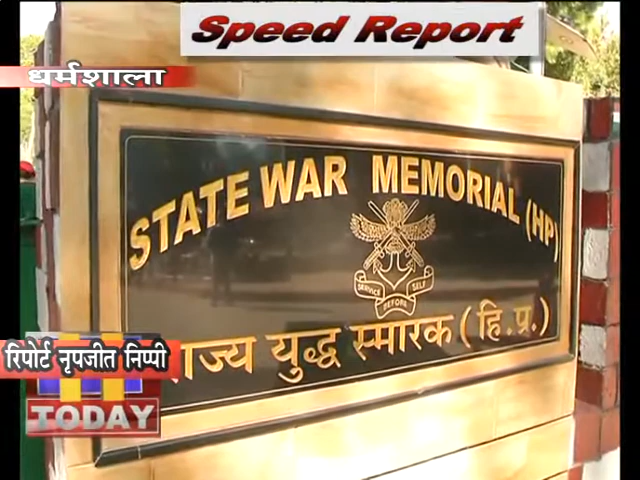 Speed Report
धर्मशाला
STATE WAR MEMORIAL (HP)
SERVICE BEFORE SELF
राज्य युद्ध स्मारक (हि.प्र.)
रिपोर्ट नृपजीत निप्पी
TODAY